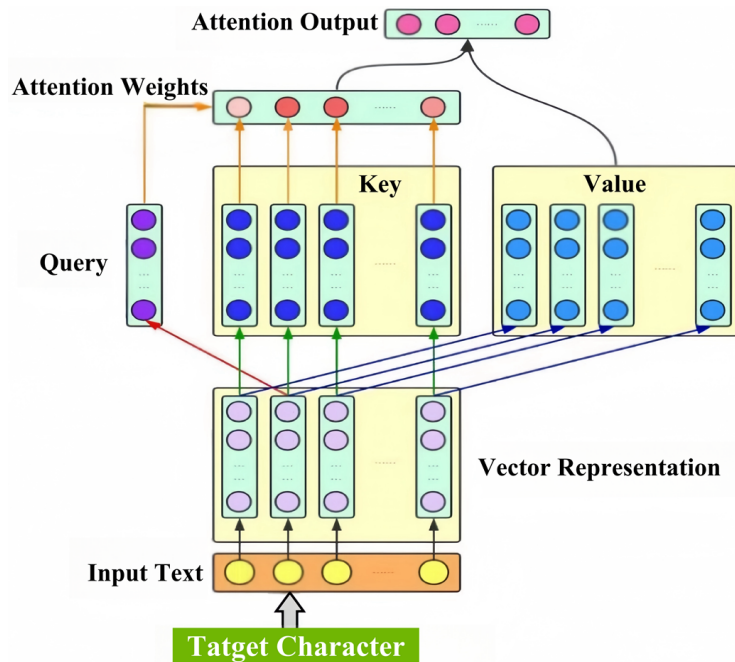 Attention Output
Attention Weights
Key
Value
Query
Vector Representation
Input Text
Tatget Character